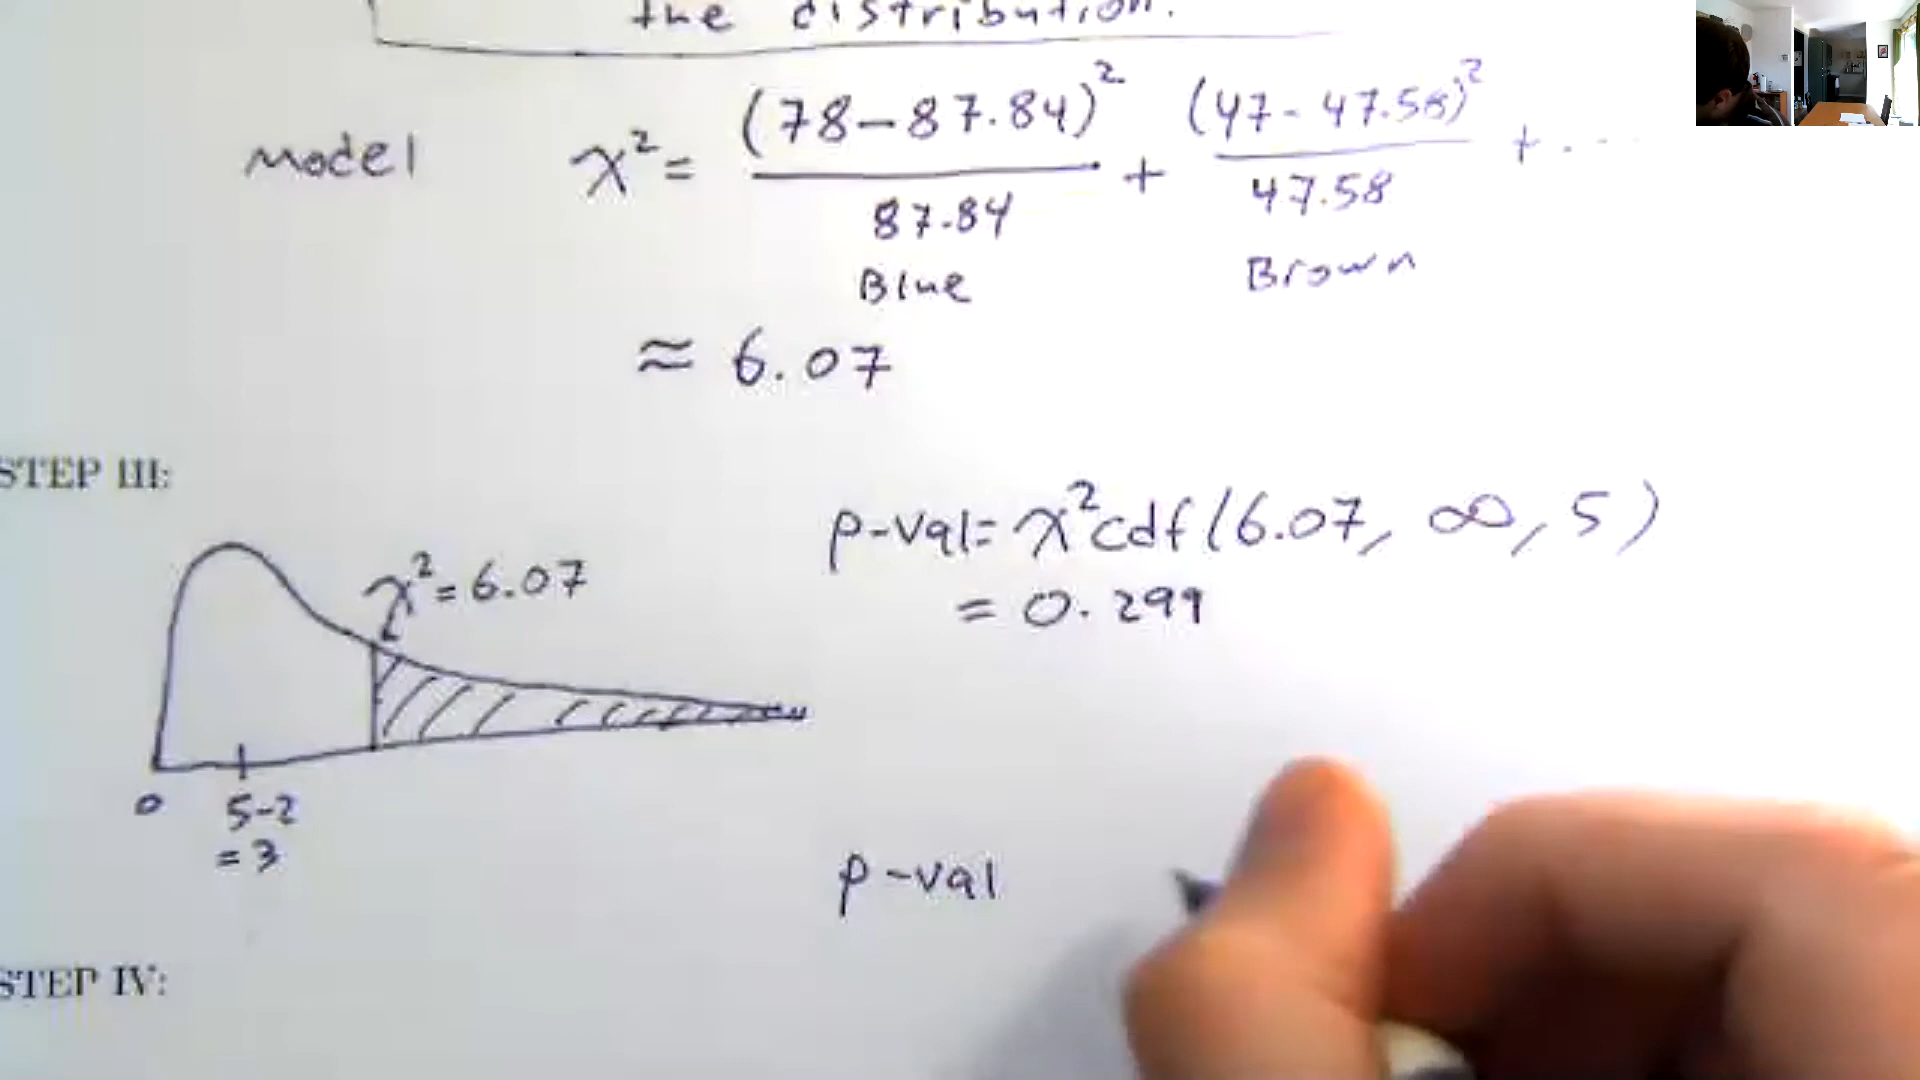 the distribution.
Model χ² = (78-87.84)²/87.84 + (47-47.58)²/47.58 + ...
Blue Brown
≈ 6.07
STEP III:
p-val = χ²cdf(6.07, ∞, 5)
= 0.299
χ² = 6.07
0 5-2
= 3
p-val
STEP IV: